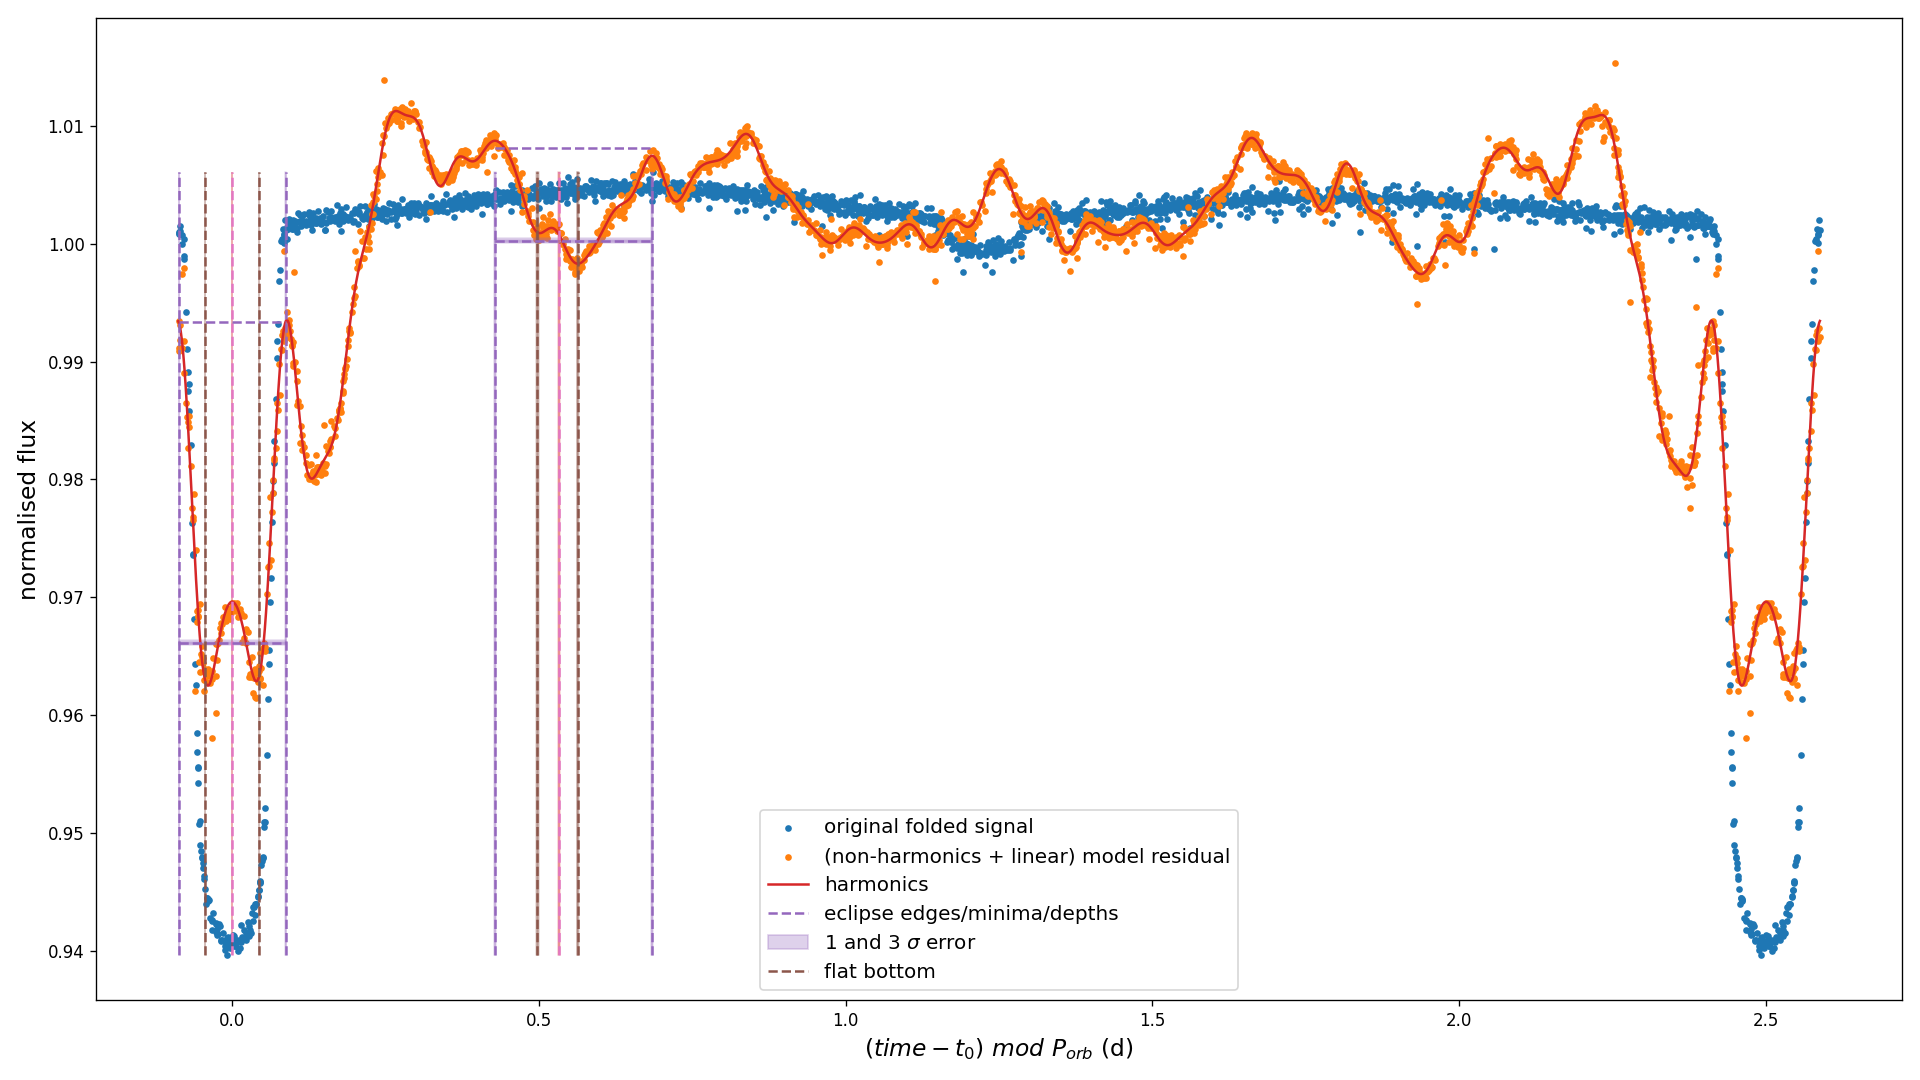 normalised flux
1.01
1.00
0.99
0.98
0.97
0.96
0.95
0.94
original folded signal
(non-harmonics + linear) model residual
harmonics
eclipse edges/minima/depths
1 and 3 σ error
flat bottom
0.0 0.5 1.0 1.5 2.0 2.5
(time − t₀) mod P_orb (d)